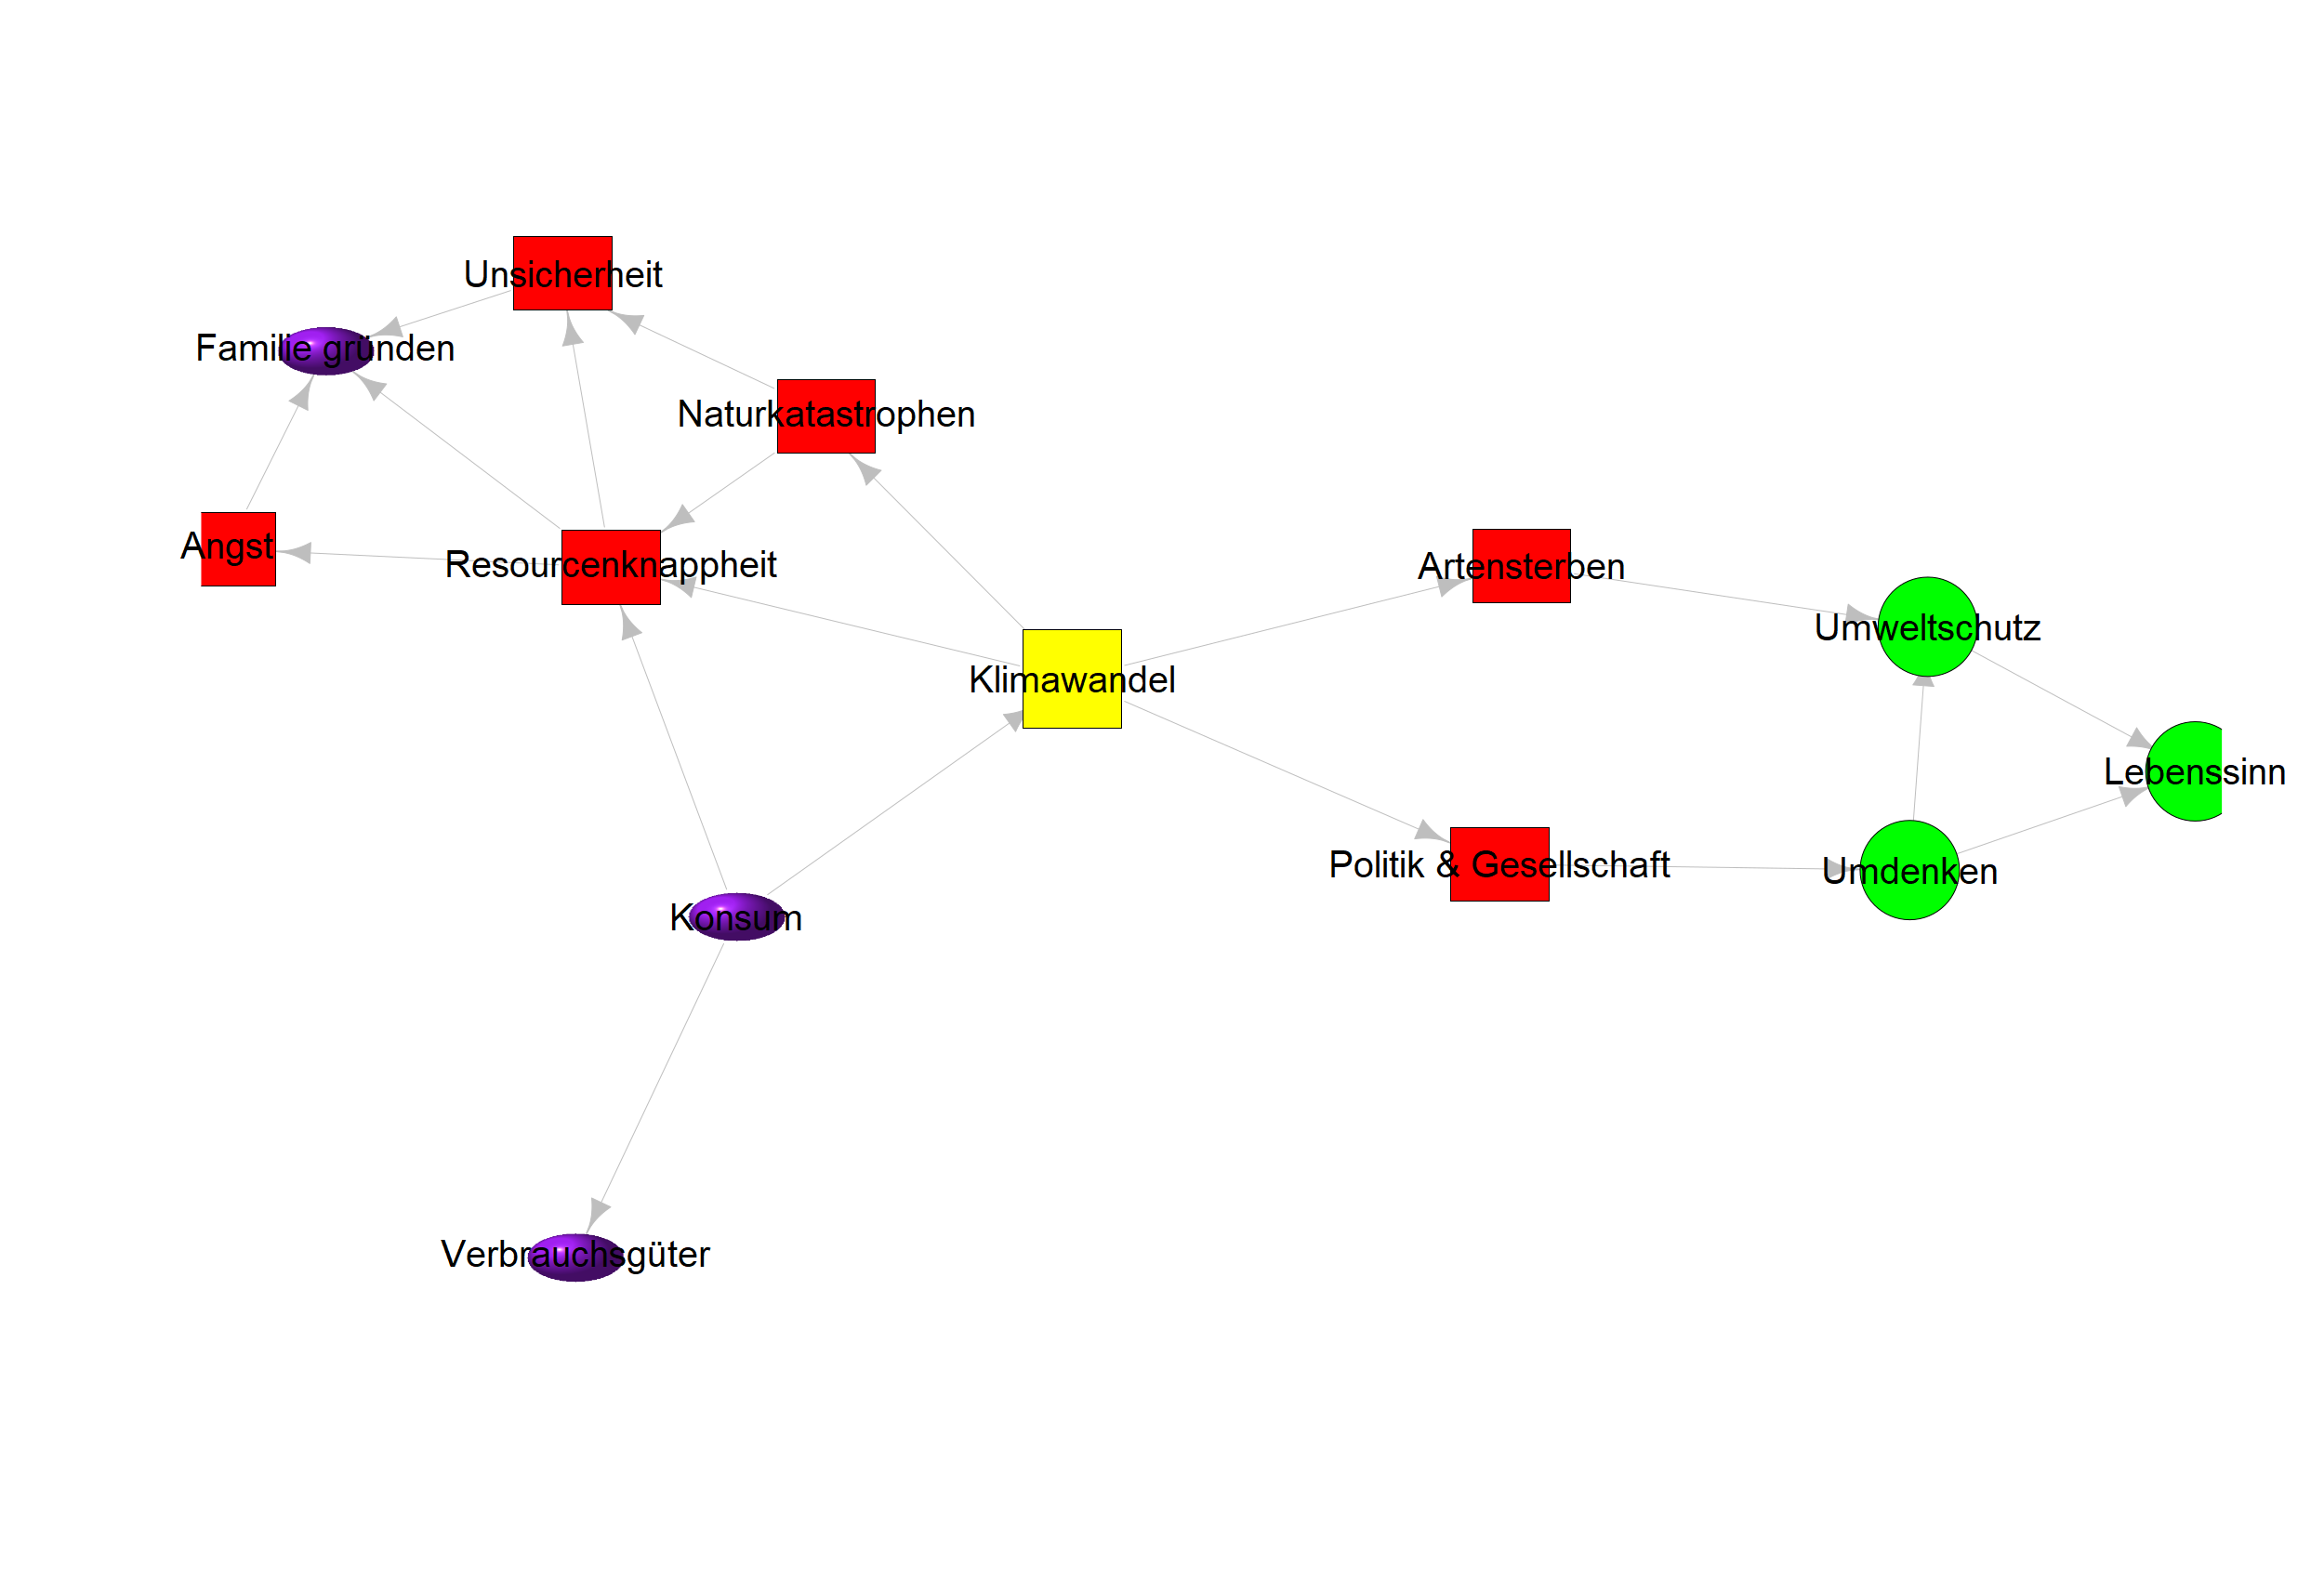 Unsicherheit
Familie gründen
Naturkatastrophen
Angst
Resourcenknappheit
Artensterben
Umweltschutz
Klimawandel
Lebenssinn
Politik & Gesellschaft
Umdenken
Konsum
Verbrauchsgüter